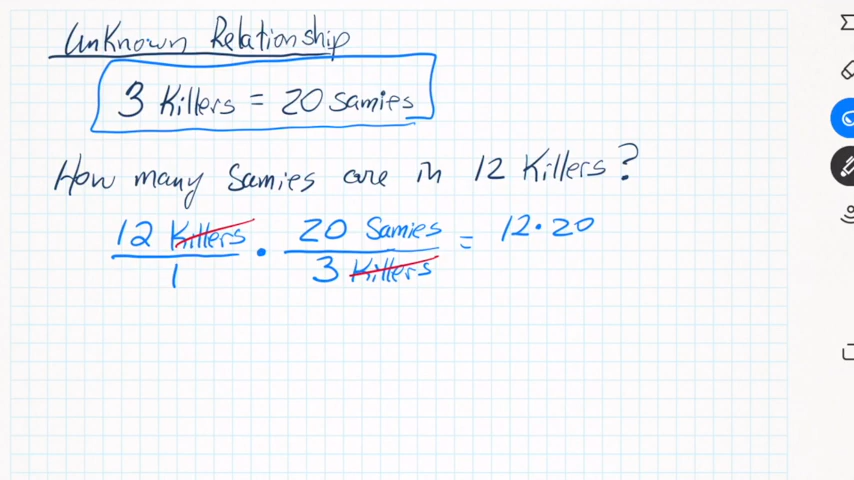 Unknown Relationship
3 Killers = 20 Samies
How many Samies are in 12 Killers?
12 Killers / 1 · 20 Samies / 3 Killers = 12 · 20